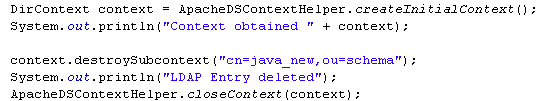 DirContext context = ApacheDSContextHelper.createInitialContext();
System.out.println("Context obtained " + context);
context.destroySubcontext("cn=java_new,ou=schema");
System.out.println("LDAP Entry deleted");
ApacheDSContextHelper.closeContext(context);